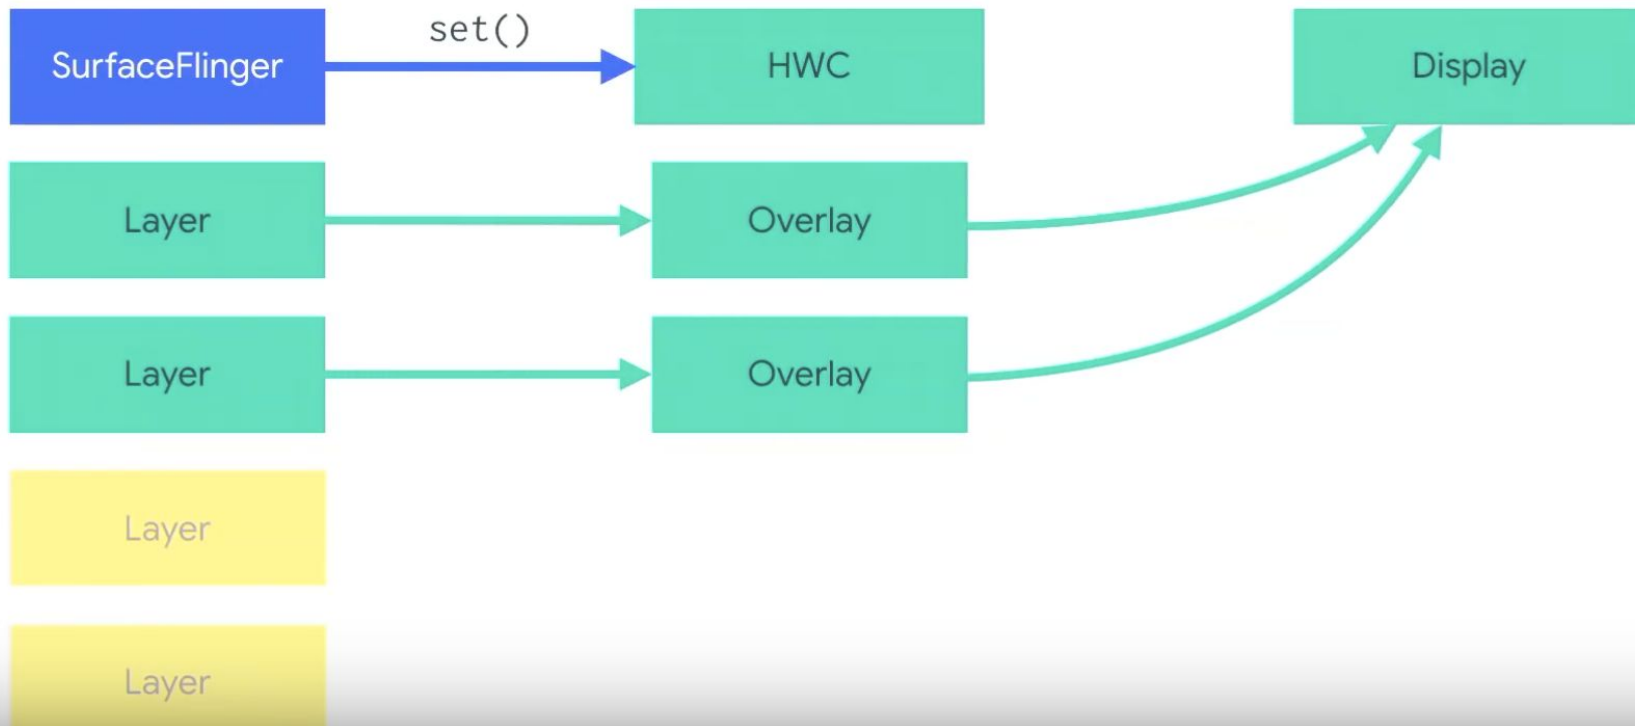 set()
SurfaceFlinger
HWC
Display
Layer
Overlay
Layer
Overlay
Layer
Layer